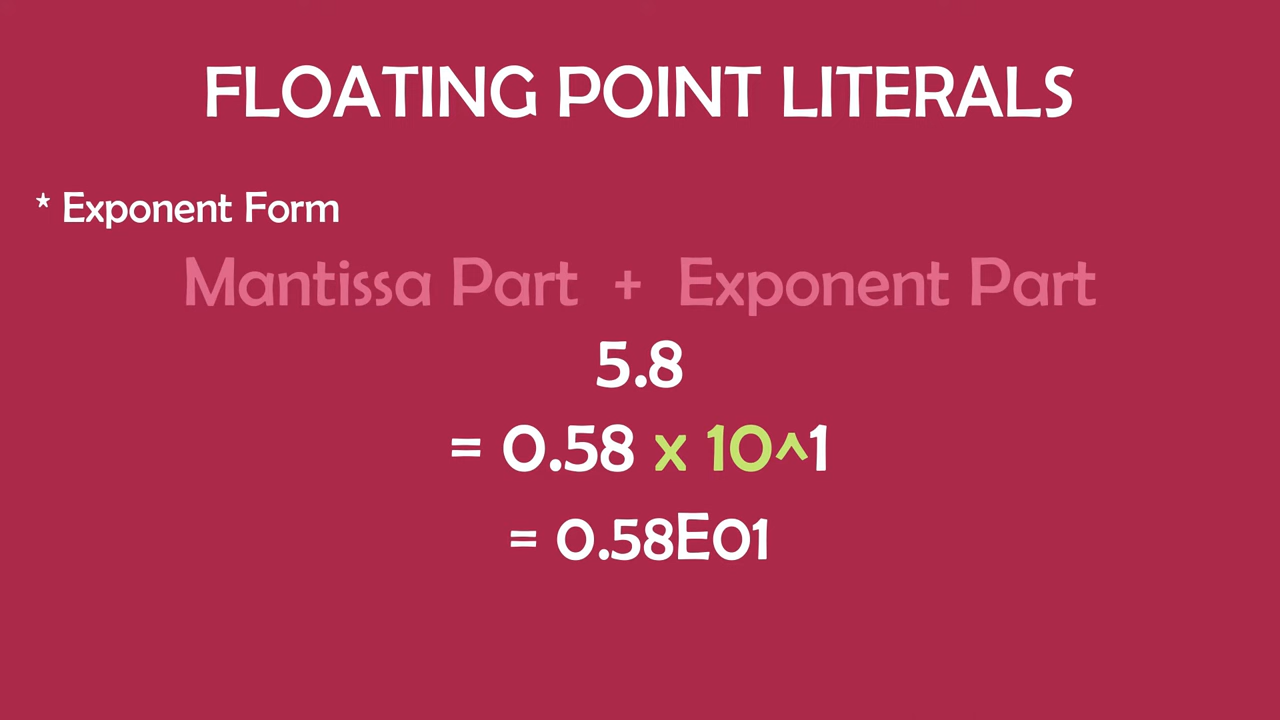 FLOATING POINT LITERALS
* Exponent Form
Mantissa Part + Exponent Part
5.8
= 0.58 x 10^1
= 0.58E01